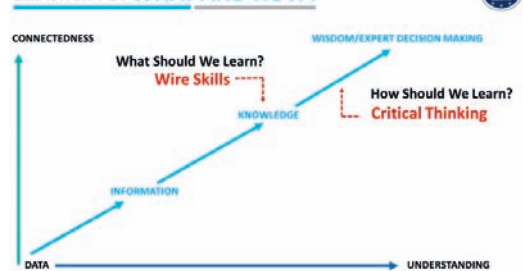 CONNECTEDNESS
WISDOM/EXPERT DECISION MAKING
What Should We Learn?
Wire Skills
How Should We Learn?
Critical Thinking
KNOWLEDGE
INFORMATION
DATA
UNDERSTANDING